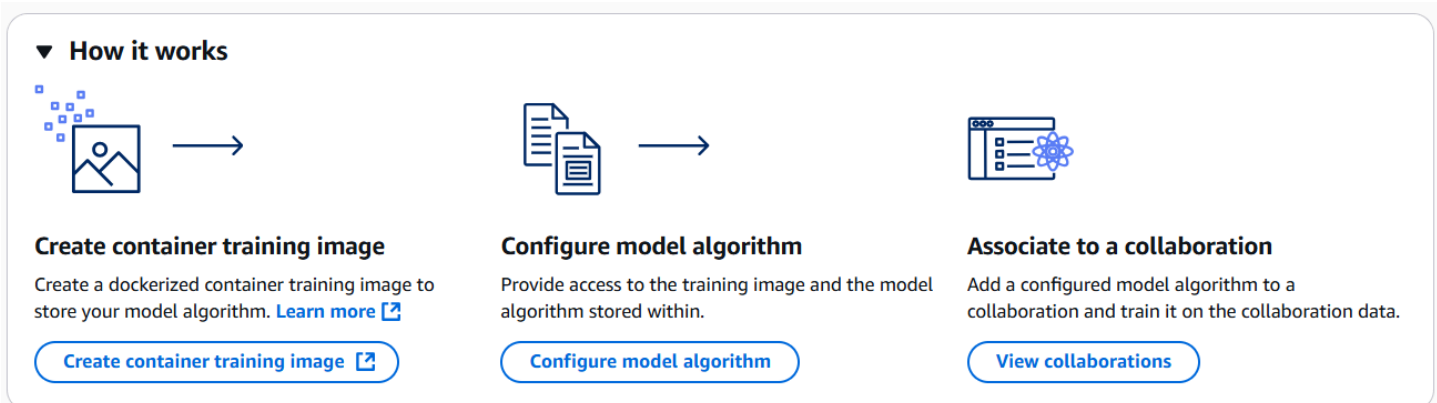 How it works
Create container training image
Create a dockerized container training image to
store your model algorithm. Learn more
Create container training image
Configure model algorithm
Provide access to the training image and the model
algorithm stored within.
Configure model algorithm
Associate to a collaboration
Add a configured model algorithm to a
collaboration and train it on the collaboration data.
View collaborations